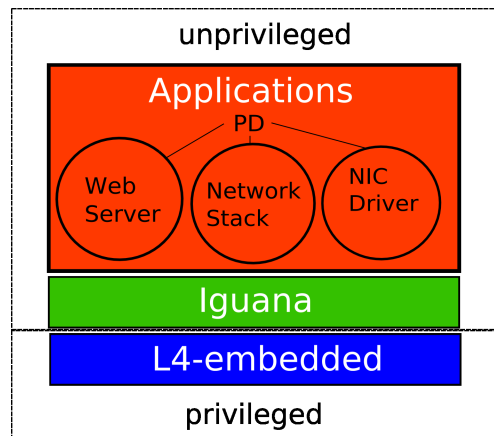 unprivileged
Applications
PD
Web
Server
Network
Stack
NIC
Driver
Iguana
L4-embedded
privileged